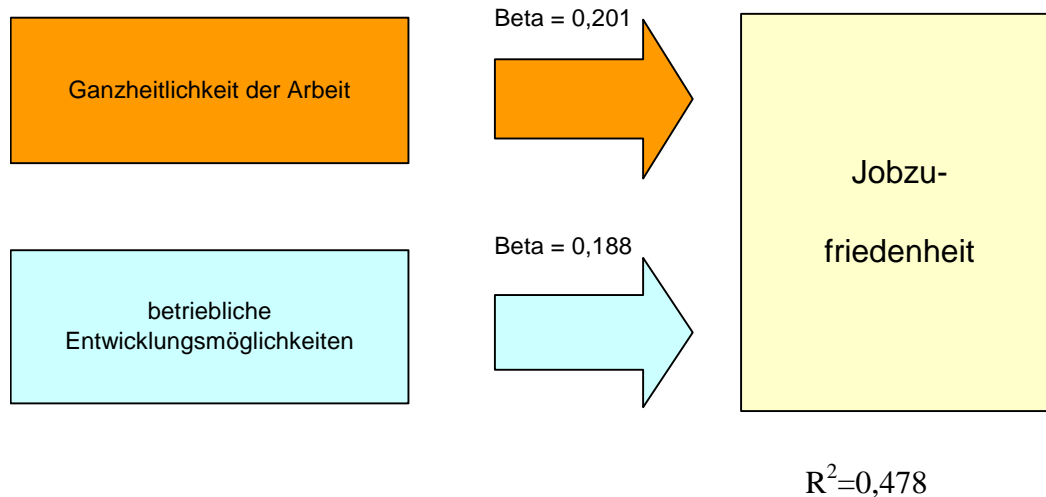 Beta = 0,201
Ganzheitlichkeit der Arbeit
Jobzu-
friedenheit
Beta = 0,188
betriebliche
Entwicklungsmöglichkeiten
R²=0,478